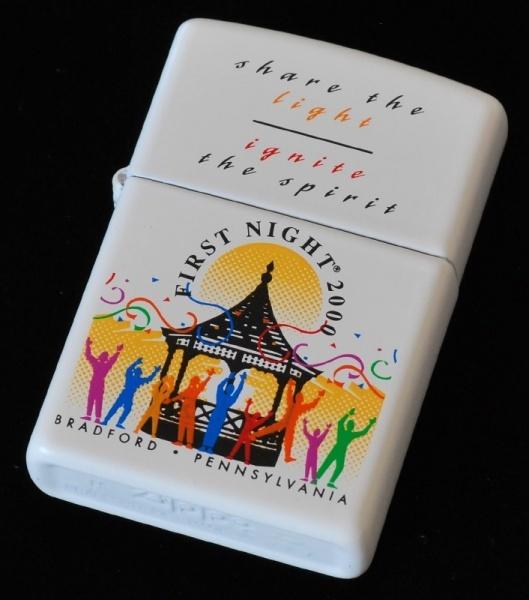 share the
light
ignite
the spirit
FIRST NIGHT® 2000
BRADFORD • PENNSYLVANIA